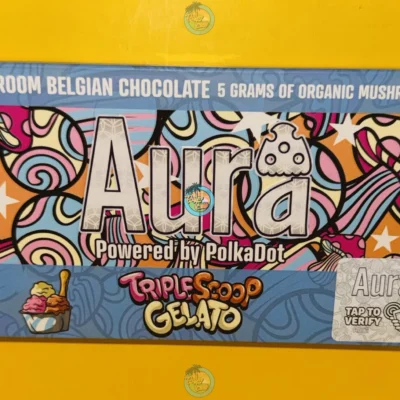 ROOM BELGIAN CHOCOLATE 5 GRAMS OF ORGANIC MUSHR
Aura
Powered by PolkaDot
TRIPLE SCOOP
GELATO
Aura
TAP TO
VERIFY